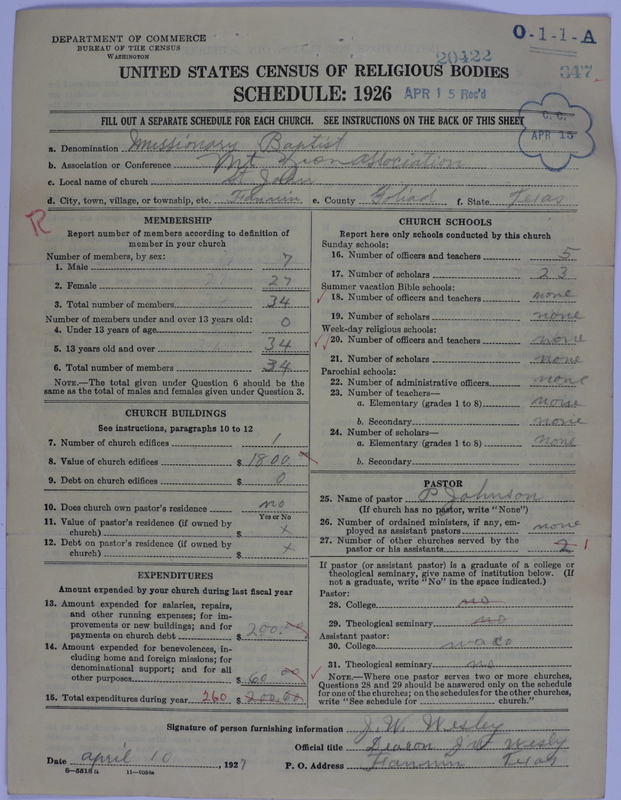 DEPARTMENT OF COMMERCE
BUREAU OF THE CENSUS
WASHINGTON
0-1-1-A
20422
347
UNITED STATES CENSUS OF RELIGIOUS BODIES
SCHEDULE: 1926
APR 15 Rec'd
FILL OUT A SEPARATE SCHEDULE FOR EACH CHURCH. SEE INSTRUCTIONS ON THE BACK OF THIS SHEET
C. C.
APR 15
a. Denomination Missionary Baptist
b. Association or Conference Mt Zion association
c. Local name of church St John
d. City, town, village, or township, etc. Fannin e. County Goliad f. State Texas
R
MEMBERSHIP
Report number of members according to definition of
member in your church
Number of members, by sex:
1. Male 7
2. Female 27
3. Total number of members 34
Number of members under and over 13 years old:
4. Under 13 years of age 0
5. 13 years old and over 34
6. Total number of members 34
NOTE.—The total given under Question 6 should be
same as the total of males and females given under Question 3.
CHURCH BUILDINGS
See instructions, paragraphs 10 to 12
7. Number of church edifices 1
8. Value of church edifices $ 1800
9. Debt on church edifices $ 0
10. Does church own pastor's residence no
Yes or No
11. Value of pastor's residence (if owned by
church) $ x
12. Debt on pastor's residence (if owned by
church) $ x
EXPENDITURES
Amount expended by your church during last fiscal year
13. Amount expended for salaries, repairs,
and other running expenses; for im-
provements or new buildings; and for
payments on church debt $ 200.00
14. Amount expended for benevolences, in-
cluding home and foreign missions; for
denominational support; and for all
other purposes $ 60 00
15. Total expenditures during year 260 $ 200.00
CHURCH SCHOOLS
Report here only schools conducted by this church
Sunday schools:
16. Number of officers and teachers 5
17. Number of scholars 23
Summer vacation Bible schools:
18. Number of officers and teachers none
19. Number of scholars none
Week-day religious schools:
20. Number of officers and teachers none
21. Number of scholars none
Parochial schools:
22. Number of administrative officers none
23. Number of teachers—
a. Elementary (grades 1 to 8) none
b. Secondary none
24. Number of scholars—
a. Elementary (grades 1 to 8) none
b. Secondary
PASTOR
25. Name of pastor P Johnson
(If church has no pastor, write "None")
26. Number of ordained ministers, if any, em-
ployed as assistant pastors none
27. Number of other churches served by the
pastor or his assistants 2 1
If pastor (or assistant pastor) is a graduate of a college or
theological seminary, give name of institution below. (If
not a graduate, write "No" in the space indicated.)
Pastor:
28. College no
29. Theological seminary no
Assistant pastor:
30. College waco
31. Theological seminary no
NOTE.—Where one pastor serves two or more churches,
Questions 28 and 29 should be answered only on the schedule
for one of the churches; on the schedules for the other churches,
write "See schedule for church."
Signature of person furnishing information J. W. Wesley
Official title Deacon J W Wesly
Date april 10, 1927 P. O. Address Fannin Texas
8-5518a 11-9084a